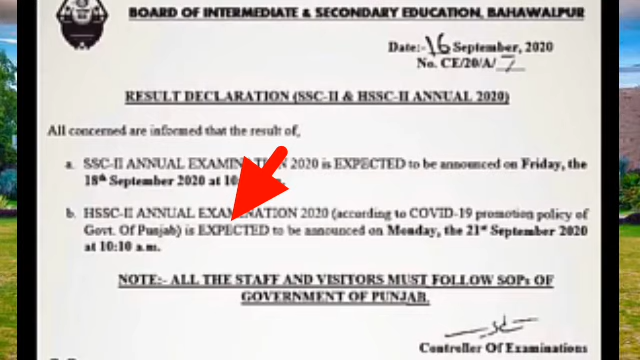 BOARD OF INTERMEDIATE & SECONDARY EDUCATION, BAHAWALPUR
Date:- 16 September, 2020
No. CE/20/A/ 7
RESULT DECLARATION (SSC-II & HSSC-II ANNUAL 2020)
All concerned are informed that the result of,
a. SSC-II ANNUAL 2020 is EXPECTED to be announced on Friday, the
18th September 2020 at a.m.
b. HSSC-II ANNUAL EXAMINATION 2020 (according to COVID-19 promotion policy of
Govt. Of Punjab) is EXPECTED to be announced on Monday, the 21st September 2020
at 10:10 a.m.
NOTE:- ALL THE STAFF AND VISITORS MUST FOLLOW SOPs OF
GOVERNMENT OF PUNJAB.
Controller Of Examinations